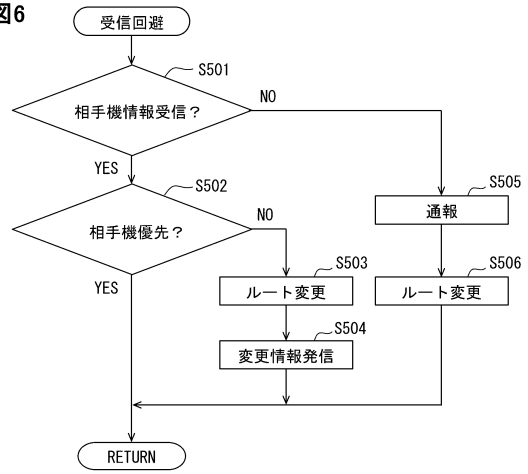 図6
受信回避
S501
相手機情報受信？
NO
YES
S502
相手機優先？
NO
YES
S505
通報
S503
ルート変更
S506
ルート変更
S504
変更情報発信
RETURN